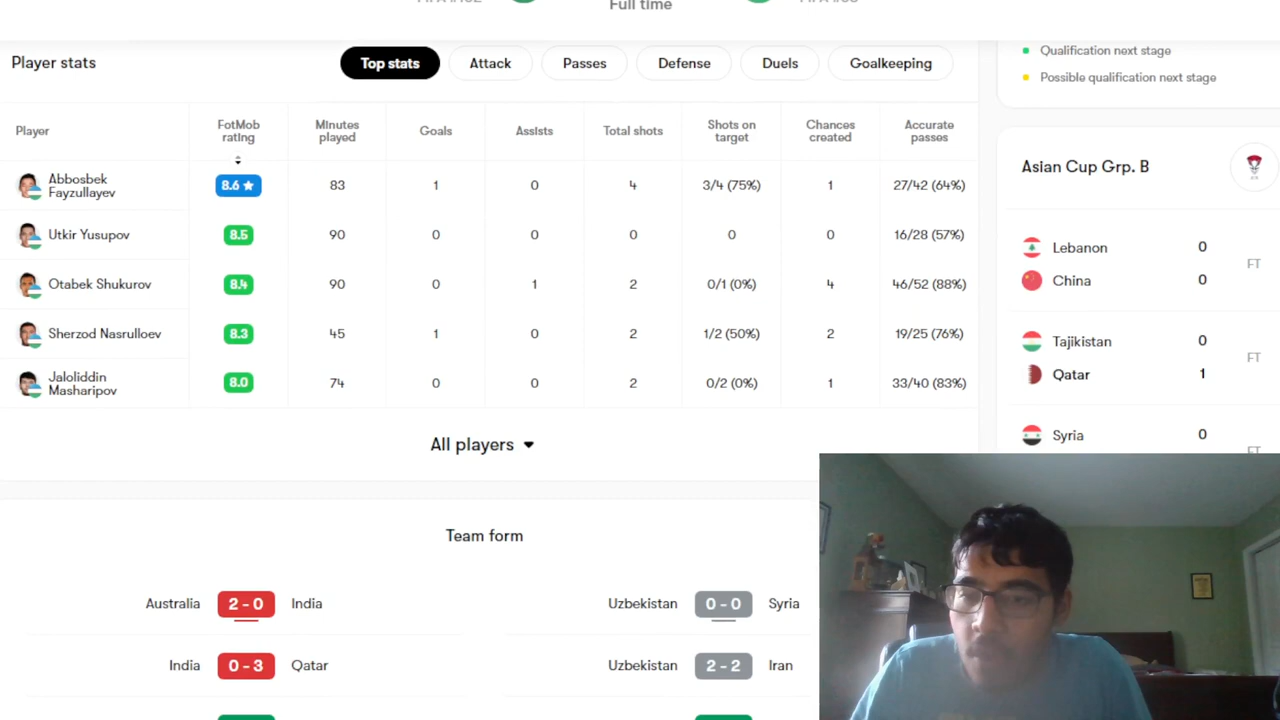 Full time
Player stats
Top stats
Attack
Passes
Defense
Duels
Goalkeeping
Player
FotMob rating
Minutes played
Goals
Assists
Total shots
Shots on target
Chances created
Accurate passes
Abbosbek Fayzullayev 8.6 83 1 0 4 3/4 (75%) 1 27/42 (64%)
Utkir Yusupov 8.5 90 0 0 0 0 0 16/28 (57%)
Otabek Shukurov 8.4 90 0 1 2 0/1 (0%) 4 46/52 (88%)
Sherzod Nasrulloev 8.3 45 1 0 2 1/2 (50%) 2 19/25 (76%)
Jaloliddin Masharipov 8.0 74 0 0 2 0/2 (0%) 1 33/40 (83%)
All players
Team form
Australia 2 - 0 India
India 0 - 3 Qatar
Uzbekistan 0 - 0 Syria
Uzbekistan 2 - 2 Iran
Qualification next stage
Possible qualification next stage
Asian Cup Grp. B
Lebanon 0
FT
China 0
Tajikistan 0
FT
Qatar 1
Syria 0